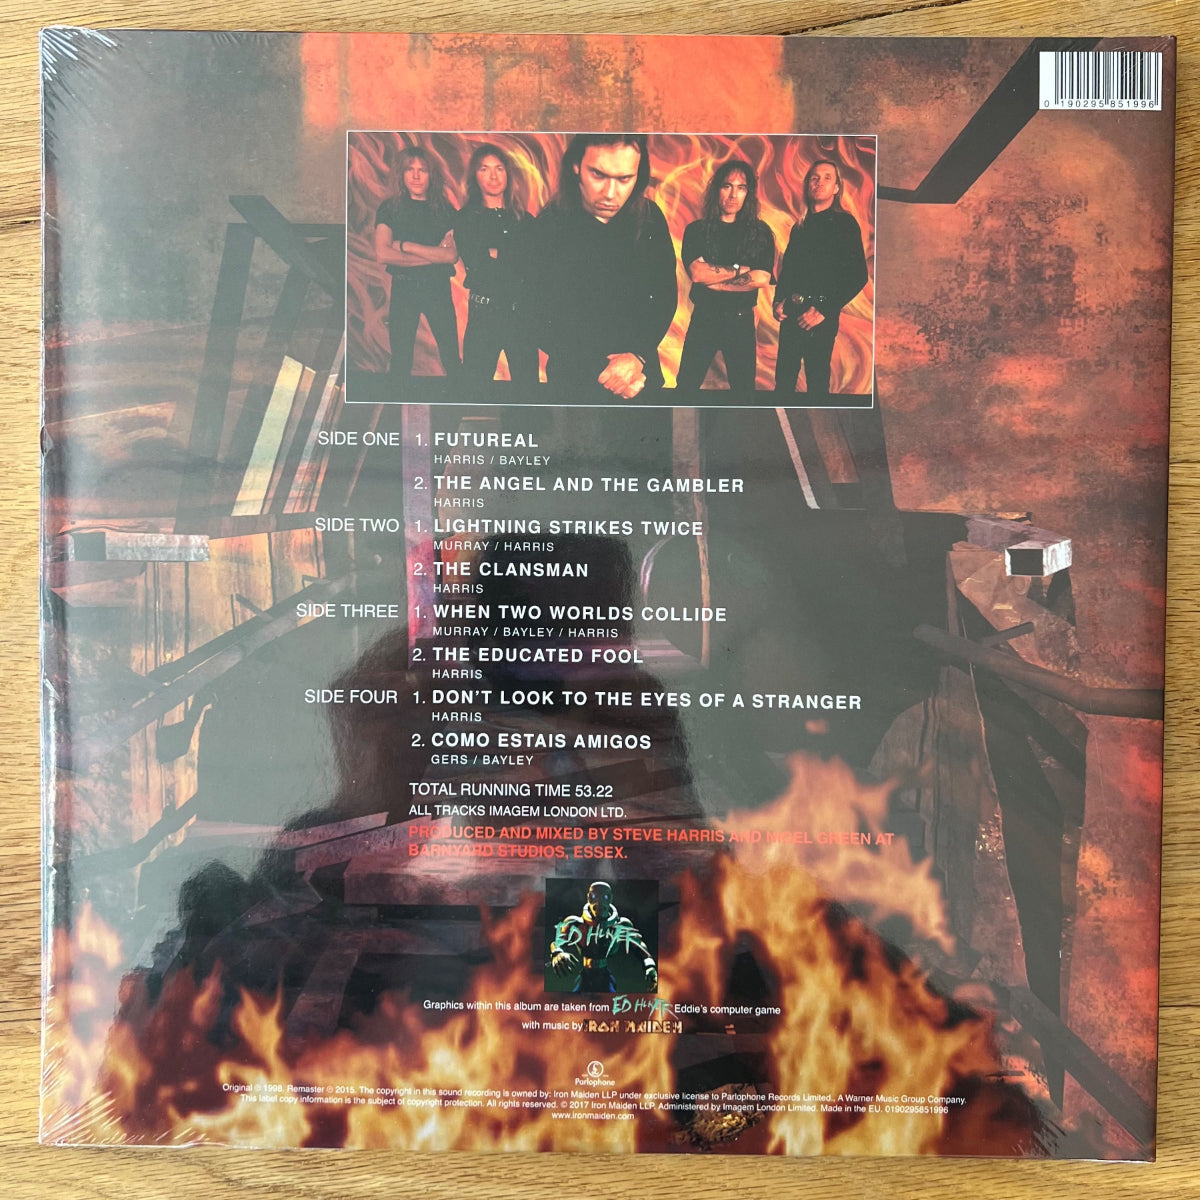 0 190295 851996
SIDE ONE 1. FUTUREAL
HARRIS / BAYLEY
2. THE ANGEL AND THE GAMBLER
HARRIS
SIDE TWO 1. LIGHTNING STRIKES TWICE
MURRAY / HARRIS
2. THE CLANSMAN
HARRIS
SIDE THREE 1. WHEN TWO WORLDS COLLIDE
MURRAY / BAYLEY / HARRIS
2. THE EDUCATED FOOL
HARRIS
SIDE FOUR 1. DON'T LOOK TO THE EYES OF A STRANGER
HARRIS
2. COMO ESTAIS AMIGOS
GERS / BAYLEY
TOTAL RUNNING TIME 53.22
ALL TRACKS IMAGEM LONDON LTD.
PRODUCED AND MIXED BY STEVE HARRIS AND NIGEL GREEN AT
BARNYARD STUDIOS, ESSEX.
ED HUNTER
Graphics within this album are taken from ED HUNTER Eddie's computer game
with music by IRON MAIDEN
Parlophone
Original ℗ 1998. Remaster ℗ 2015. The copyright in this sound recording is owned by: Iron Maiden LLP under exclusive license to Parlophone Records Limited., A Warner Music Group Company.
This label copy information is the subject of copyright protection. All rights reserved. © 2017 Iron Maiden LLP. Administered by Imagem London Limited. Made in the EU. 0190295851996
www.ironmaiden.com